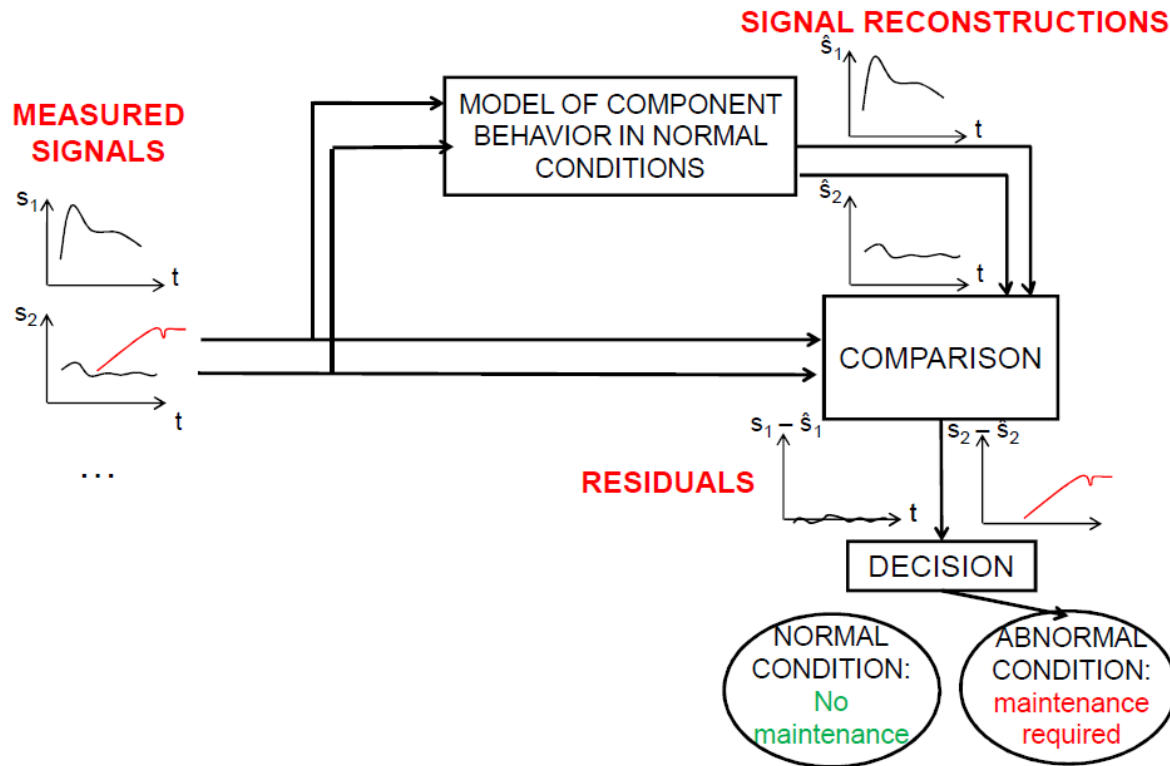 SIGNAL RECONSTRUCTIONS
ŝ1
t
MODEL OF COMPONENT
BEHAVIOR IN NORMAL
CONDITIONS
MEASURED
SIGNALS
s1
t
ŝ2
t
s2
t
...
COMPARISON
s1 – ŝ1
s2 – ŝ2
RESIDUALS
t
DECISION
NORMAL
CONDITION:
No
maintenance
ABNORMAL
CONDITION:
maintenance
required